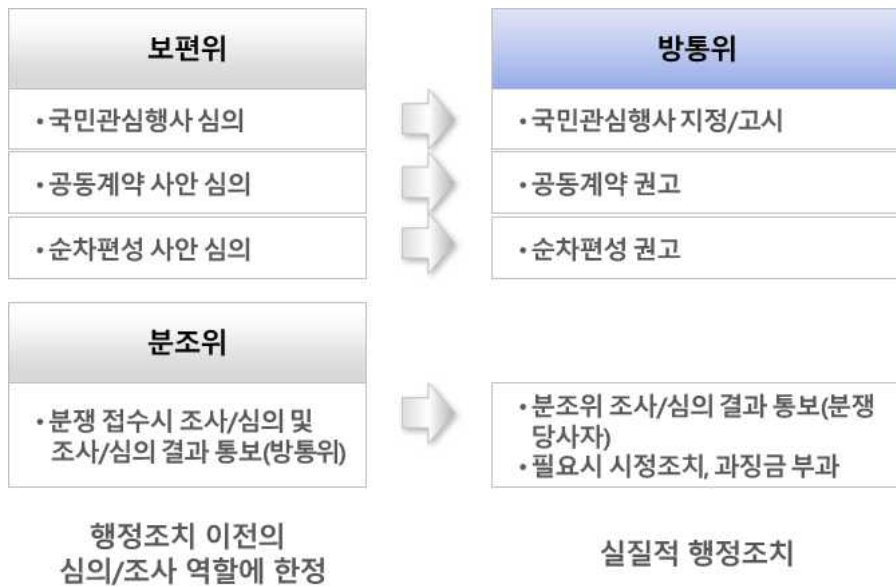 보편위
방통위
• 국민관심행사 심의
• 국민관심행사 지정/고시
• 공동계약 사안 심의
• 공동계약 권고
• 순차편성 사안 심의
• 순차편성 권고
분조위
• 분쟁 접수시 조사/심의 및
조사/심의 결과 통보(방통위)
• 분조위 조사/심의 결과 통보(분쟁
당사자)
• 필요시 시정조치, 과징금 부과
행정조치 이전의
심의/조사 역할에 한정
실질적 행정조치